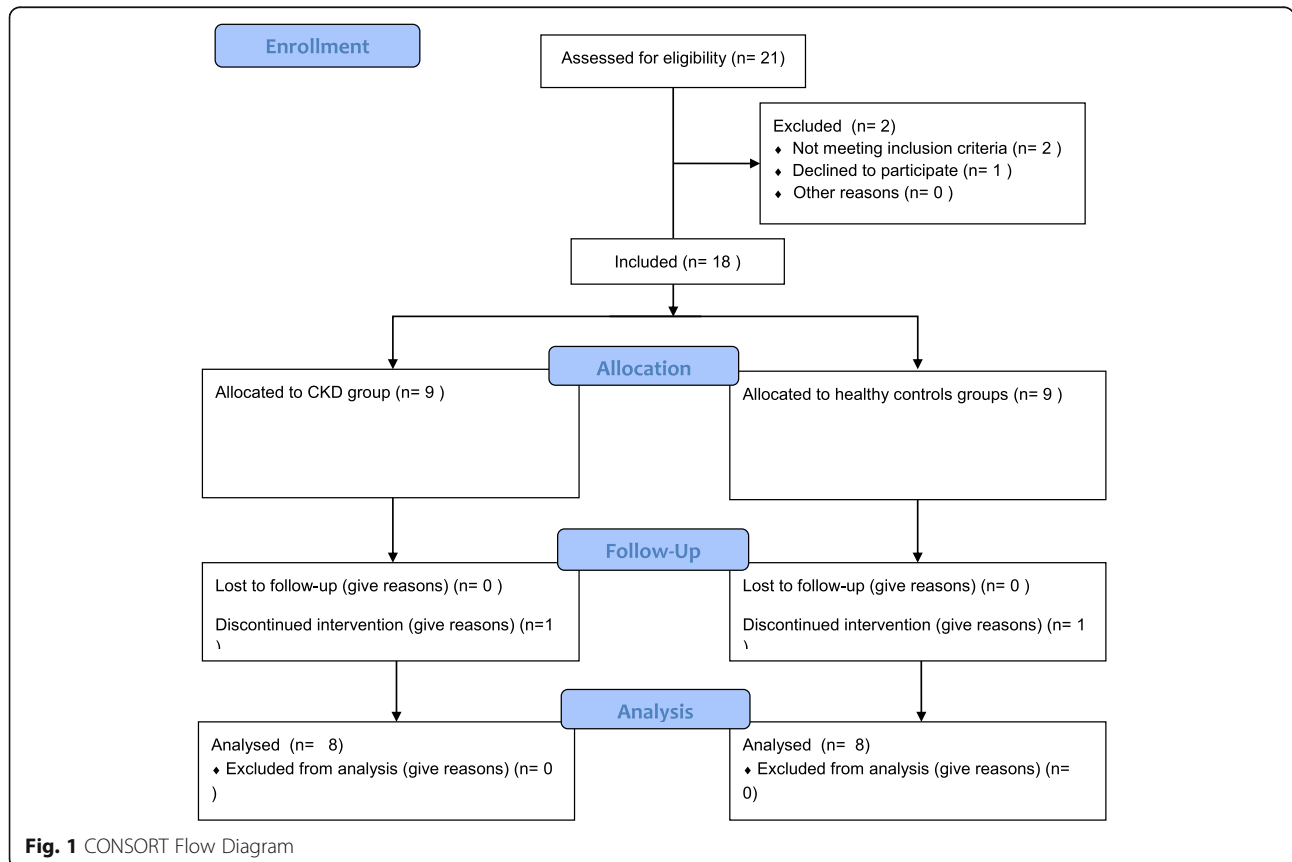 Enrollment
Assessed for eligibility (n= 21)
Excluded (n= 2)
♦ Not meeting inclusion criteria (n= 2 )
♦ Declined to participate (n= 1 )
♦ Other reasons (n= 0 )
Included (n= 18 )
Allocation
Allocated to CKD group (n= 9 )
Allocated to healthy controls groups (n= 9 )
Follow-Up
Lost to follow-up (give reasons) (n= 0 )
Discontinued intervention (give reasons) (n=1
)
Lost to follow-up (give reasons) (n= 0 )
Discontinued intervention (give reasons) (n= 1
)
Analysis
Analysed (n= 8)
♦ Excluded from analysis (give reasons) (n= 0
)
Analysed (n= 8)
♦ Excluded from analysis (give reasons) (n=
0)
Fig. 1 CONSORT Flow Diagram